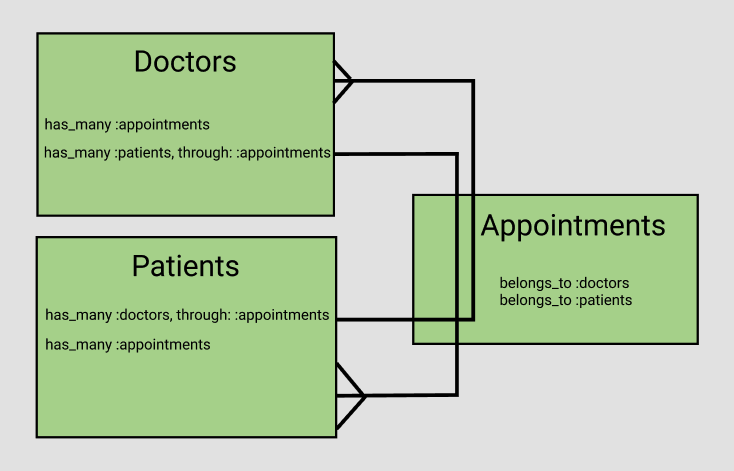 Doctors
has_many :appointments
has_many :patients, through: :appointments
Patients
has_many :doctors, through: :appointments
has_many :appointments
Appointments
belongs_to :doctors
belongs_to :patients